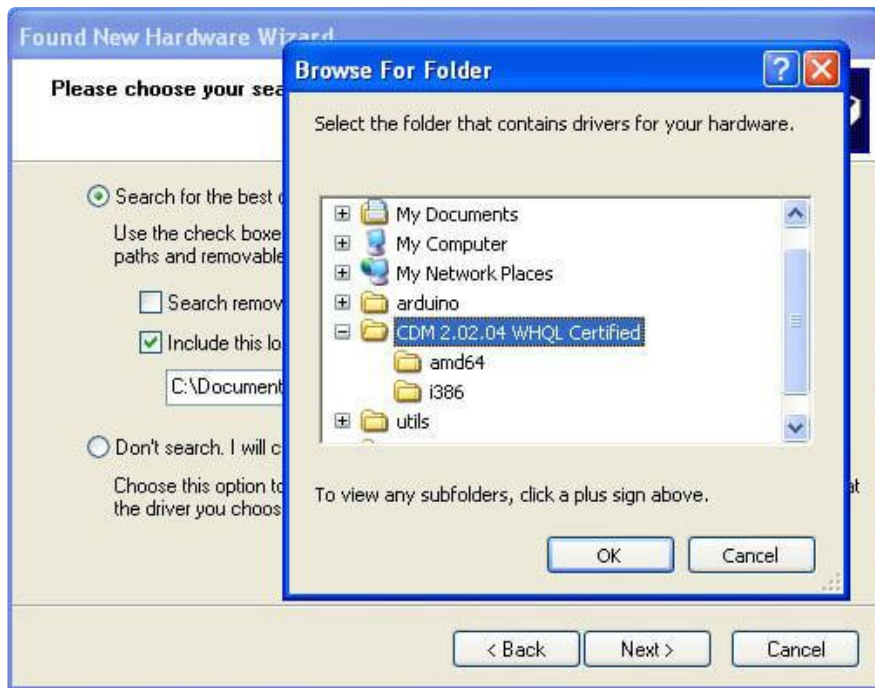 Found New Hardware Wizard
Browse For Folder
Please choose your sea
Select the folder that contains drivers for your hardware.
My Documents
My Computer
My Network Places
arduino
CDM 2.02.04 WHQL Certified
amd64
i386
utils
Search for the best
Use the check boxe
paths and removable
Search remov
Include this lo
C:\Document
Don't search. I will c
Choose this option to
at
the driver you choos
To view any subfolders, click a plus sign above.
OK
Cancel
< Back
Next >
Cancel